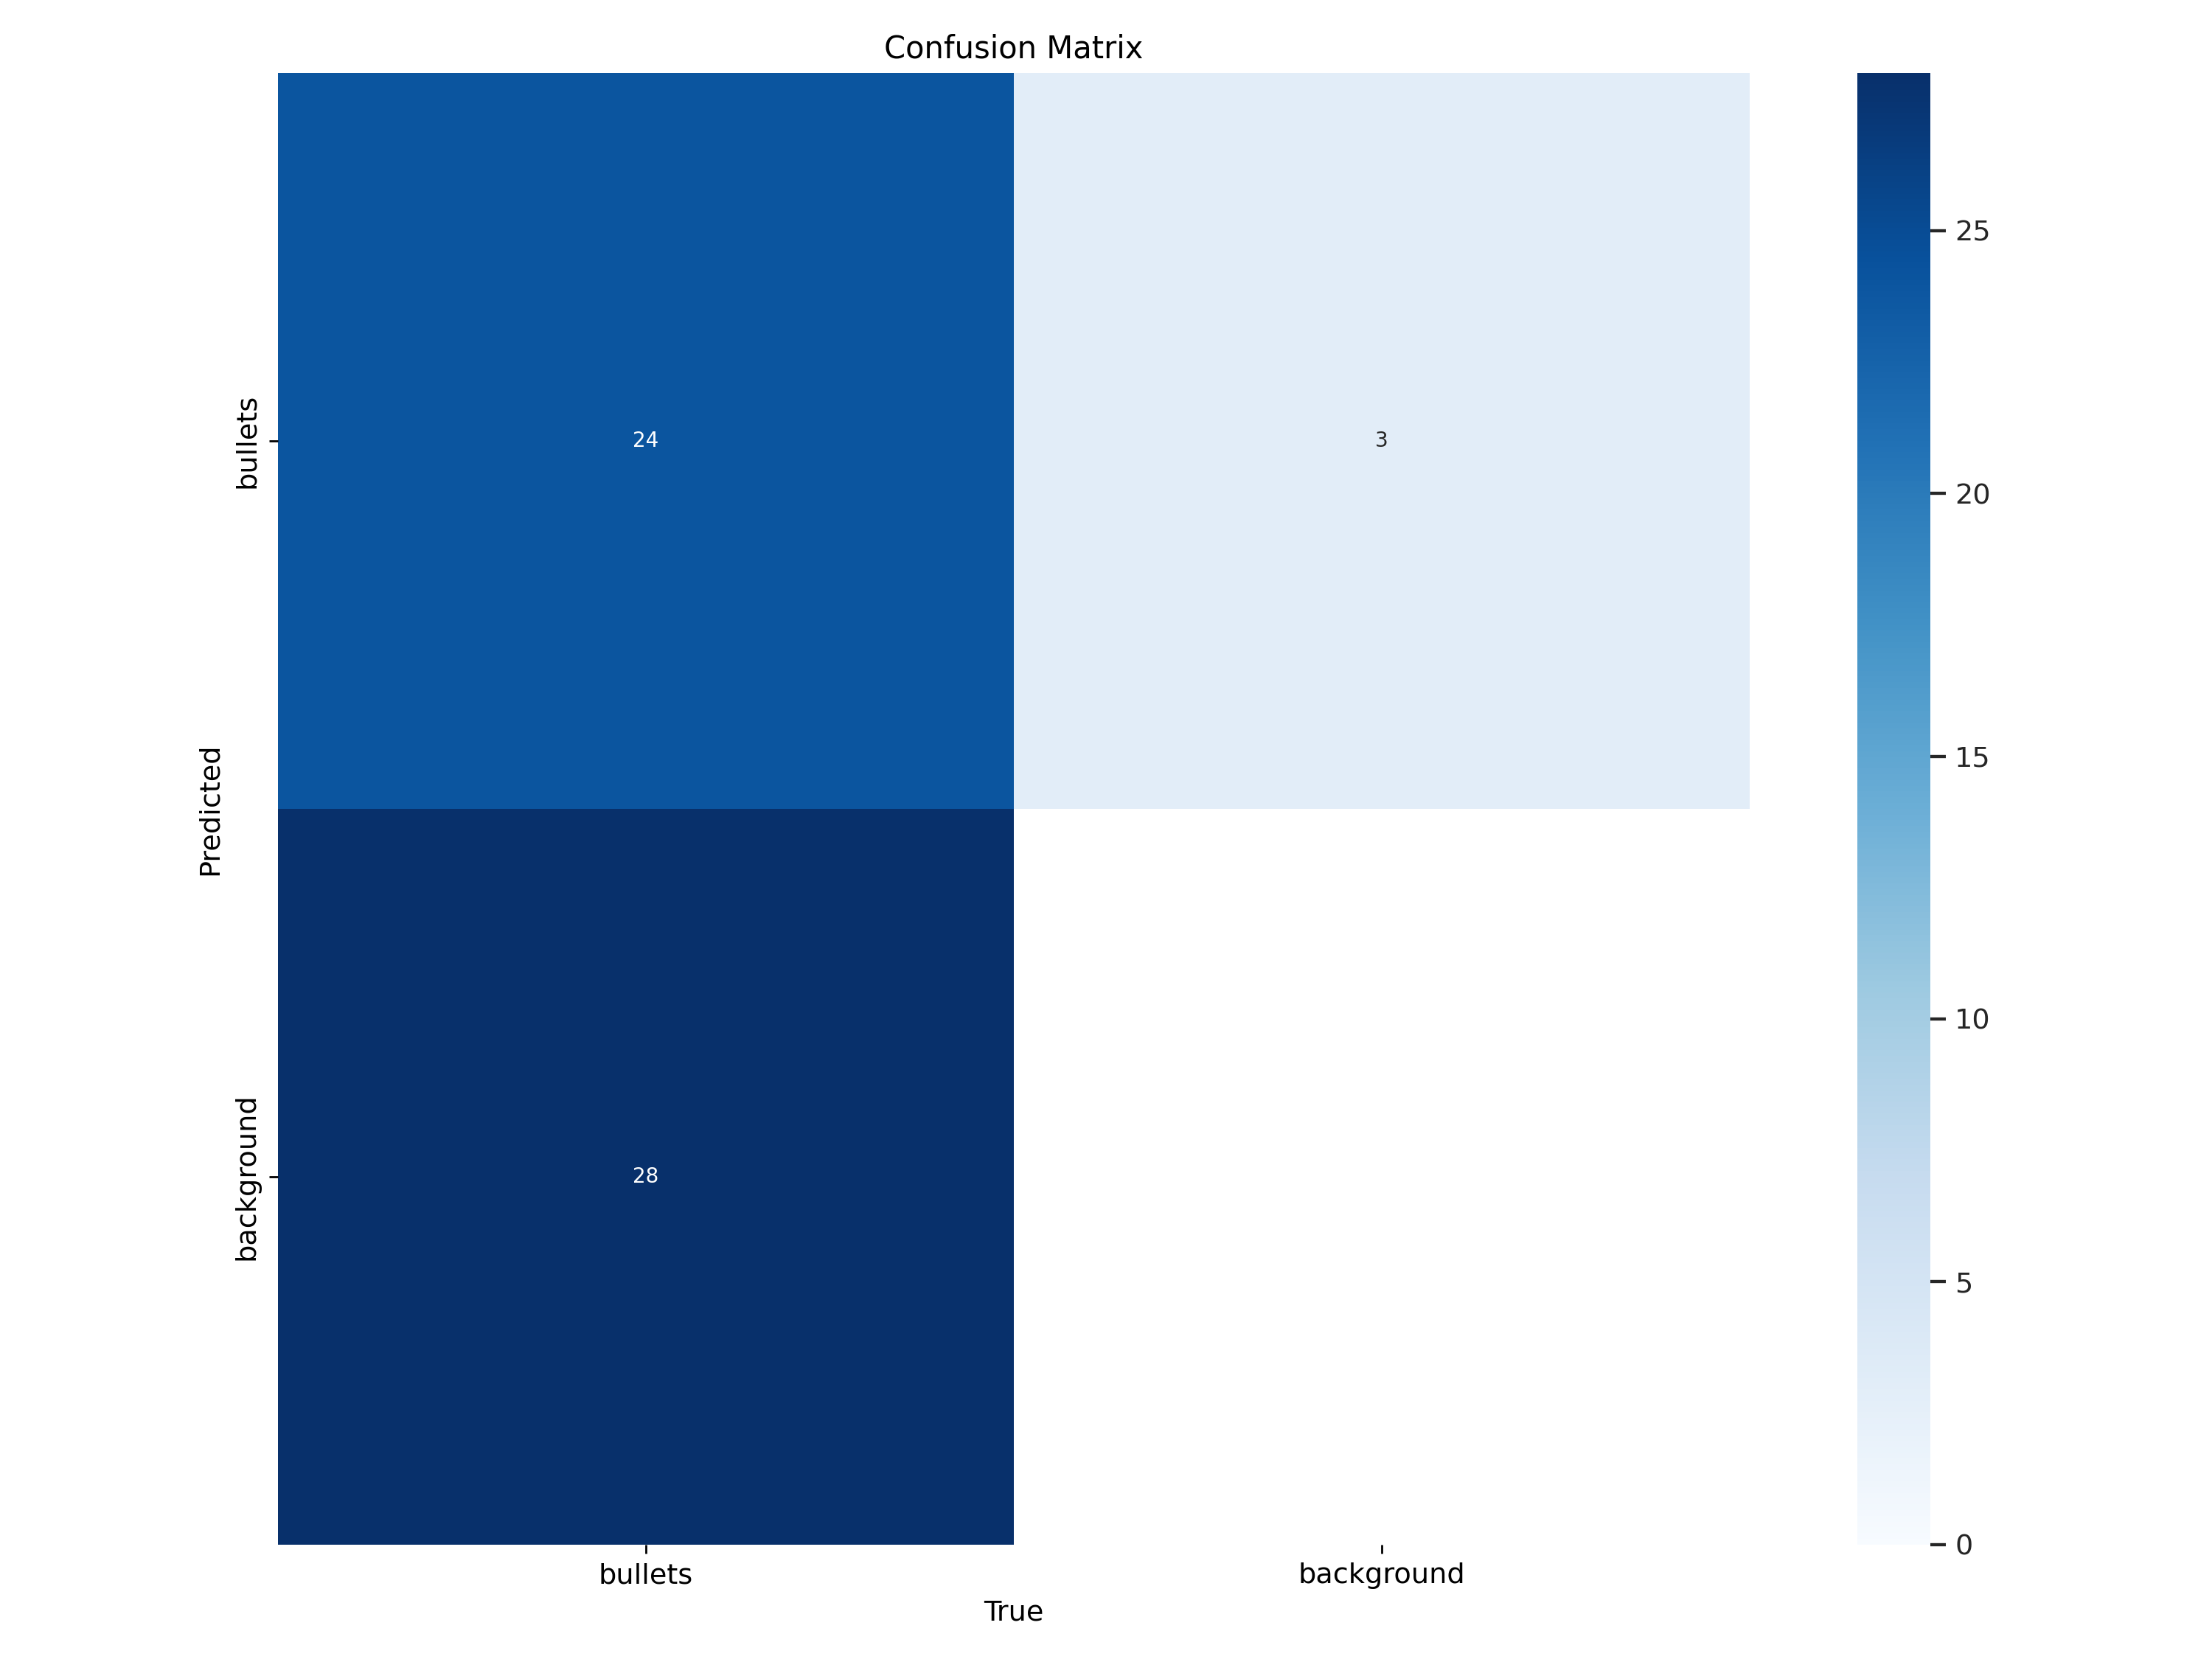 Confusion Matrix
Predicted
bullets
background
24
3
28
bullets
background
True
25
20
15
10
5
0